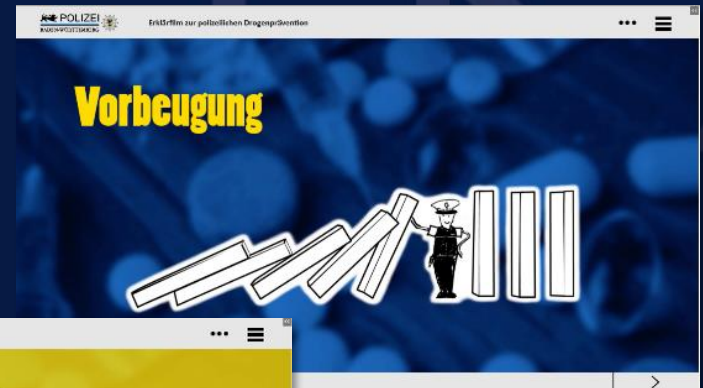 POLIZEI
BADEN-WÜRTTEMBERG
Erklärfilm zur polizeilichen Drogenprävention
Vorbeugung